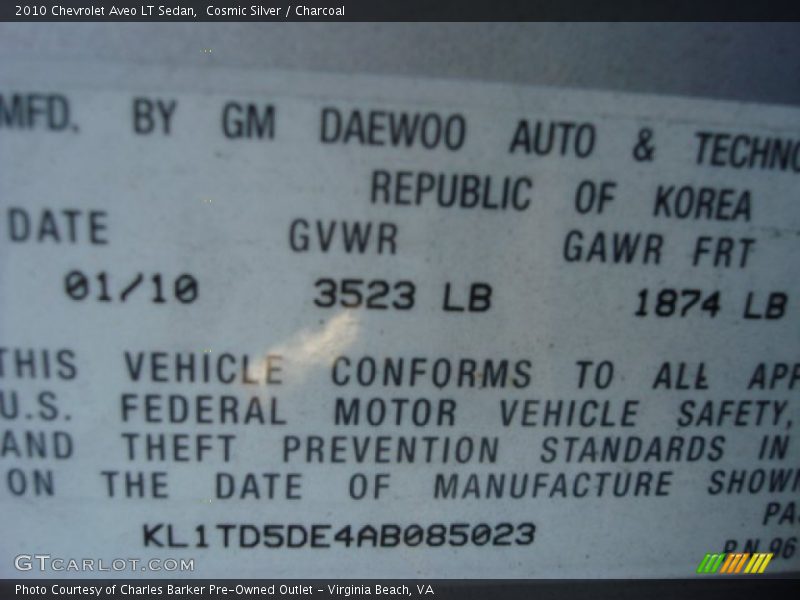 2010 Chevrolet Aveo LT Sedan,  Cosmic Silver / Charcoal
MFD. BY GM DAEWOO AUTO & TECHNO
REPUBLIC OF KOREA
DATE GVWR GAWR FRT
01/10 3523 LB 1874 LB
THIS VEHICLE CONFORMS TO ALL APP
U.S. FEDERAL MOTOR VEHICLE SAFETY,
AND THEFT PREVENTION STANDARDS IN
ON THE DATE OF MANUFACTURE SHOWN
PA
KL1TD5DE4AB085023
P.N.96
GTCARLOT.COM
Photo Courtesy of Charles Barker Pre-Owned Outlet - Virginia Beach, VA